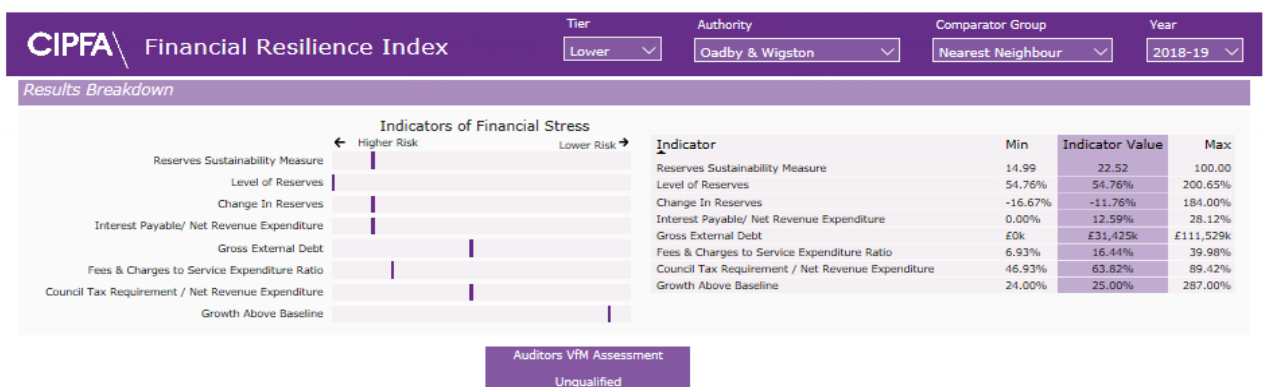 CIPFA\ Financial Resilience Index
Tier
Lower
Authority
Oadby & Wigston
Comparator Group
Nearest Neighbour
Year
2018-19
Results Breakdown
Indicators of Financial Stress
← Higher Risk Lower Risk →
Reserves Sustainability Measure
Level of Reserves
Change In Reserves
Interest Payable/ Net Revenue Expenditure
Gross External Debt
Fees & Charges to Service Expenditure Ratio
Council Tax Requirement / Net Revenue Expenditure
Growth Above Baseline
Indicator Min Indicator Value Max
Reserves Sustainability Measure 14.99 22.52 100.00
Level of Reserves 54.76% 54.76% 200.65%
Change In Reserves -16.67% -11.76% 184.00%
Interest Payable/ Net Revenue Expenditure 0.00% 12.59% 28.12%
Gross External Debt £0k £31,425k £111,529k
Fees & Charges to Service Expenditure Ratio 6.93% 16.44% 39.98%
Council Tax Requirement / Net Revenue Expenditure 46.93% 63.82% 89.42%
Growth Above Baseline 24.00% 25.00% 287.00%
Auditors VfM Assessment
Unqualified